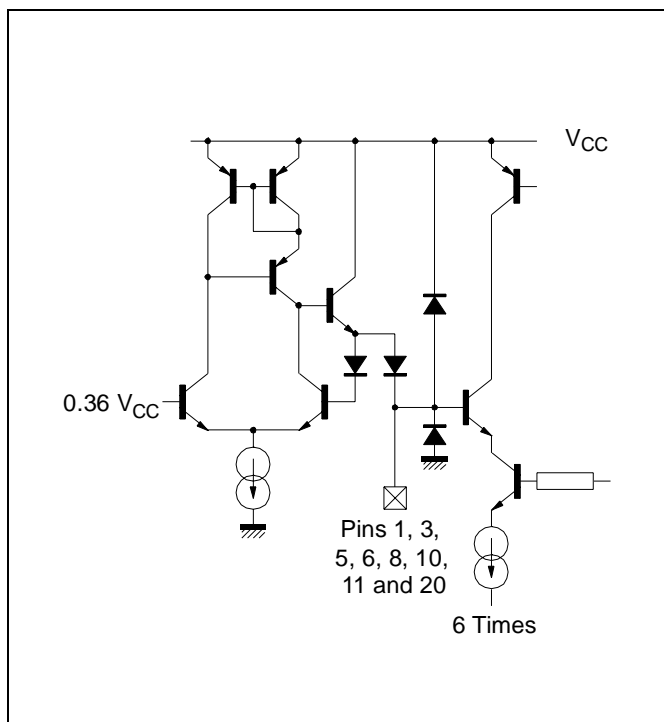 V_CC
0.36 V_CC
Pins 1, 3,
5, 6, 8, 10,
11 and 20
6 Times